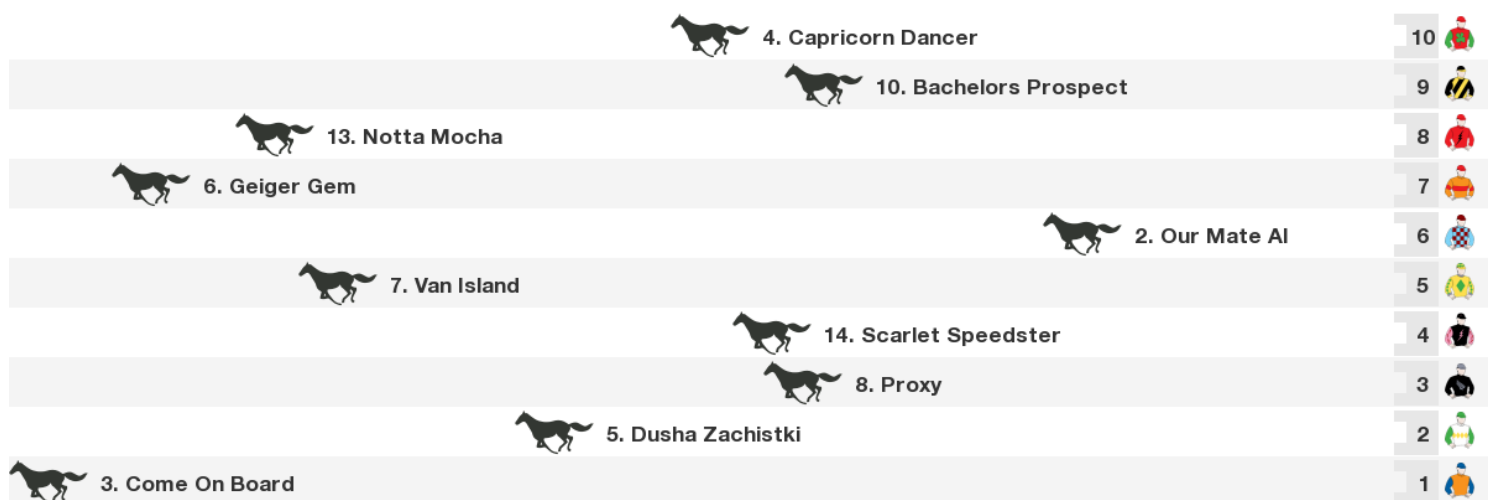 4. Capricorn Dancer 10
10. Bachelors Prospect 9
13. Notta Mocha 8
6. Geiger Gem 7
2. Our Mate Al 6
7. Van Island 5
14. Scarlet Speedster 4
8. Proxy 3
5. Dusha Zachistki 2
3. Come On Board 1